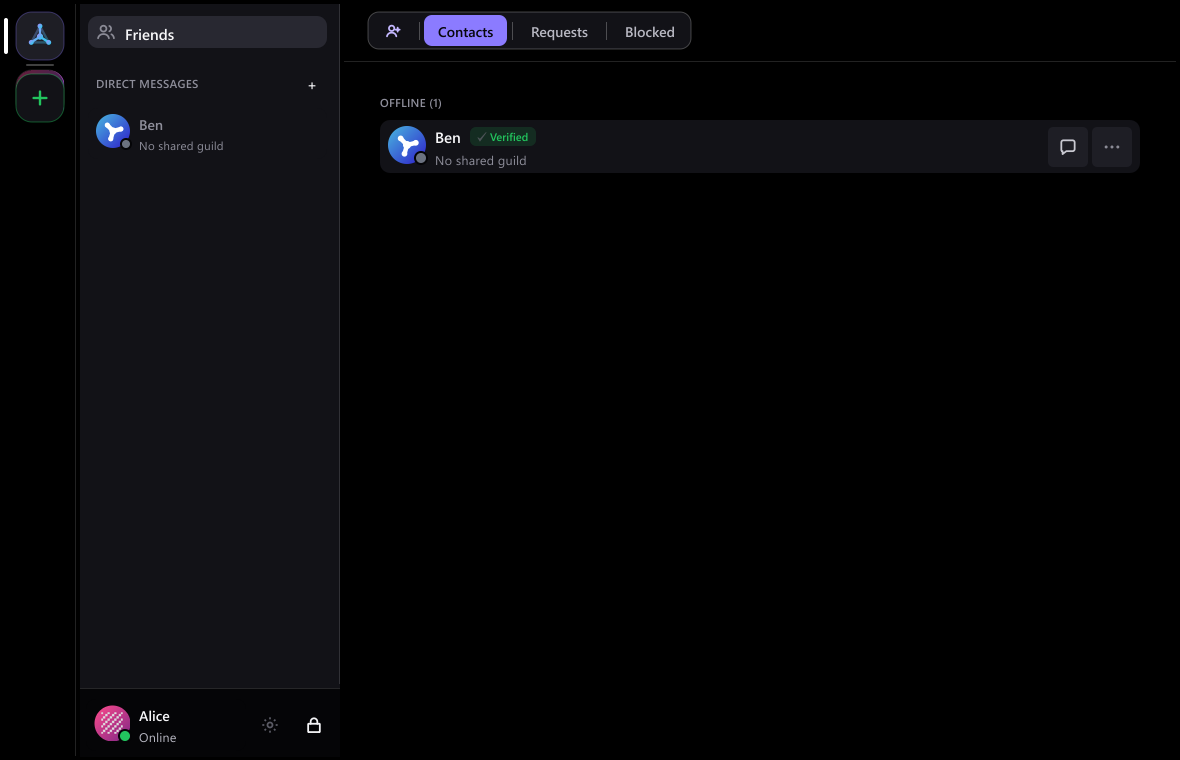 Friends
DIRECT MESSAGES +
Ben
No shared guild
Alice
Online
Contacts
Requests
Blocked
OFFLINE (1)
Ben ✓ Verified
No shared guild